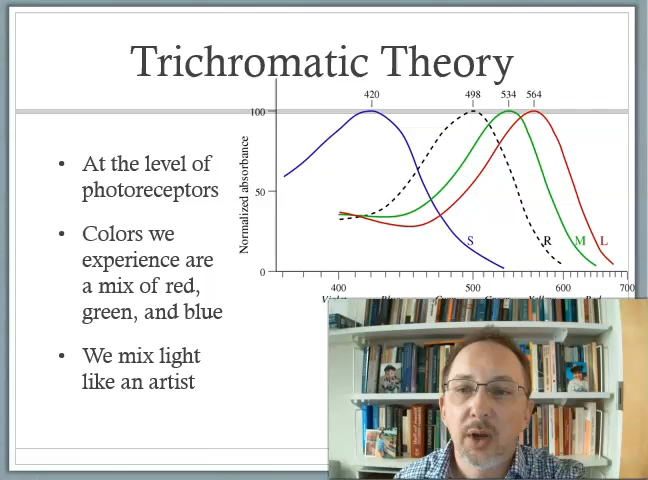 Trichromatic Theory
420 498 534 564
100
50
0
Normalized absorbance
S R M L
400 500 600 700
• At the level of
photoreceptors
• Colors we
experience are
a mix of red,
green, and blue
• We mix light
like an artist